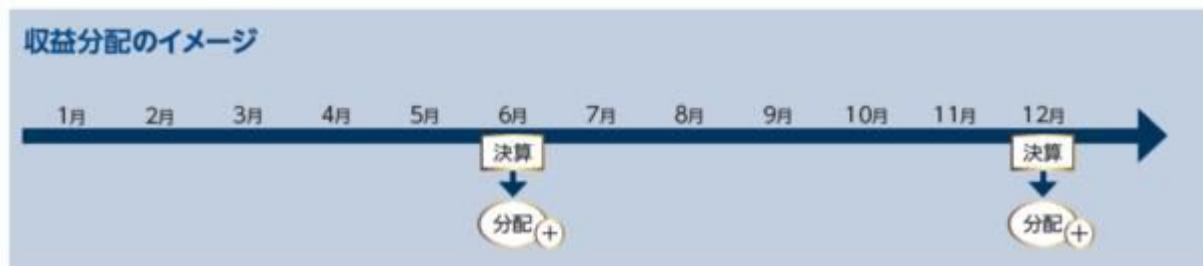 収益分配のイメージ
1月 2月 3月 4月 5月 6月 7月 8月 9月 10月 11月 12月
決算 決算
分配+ 分配+